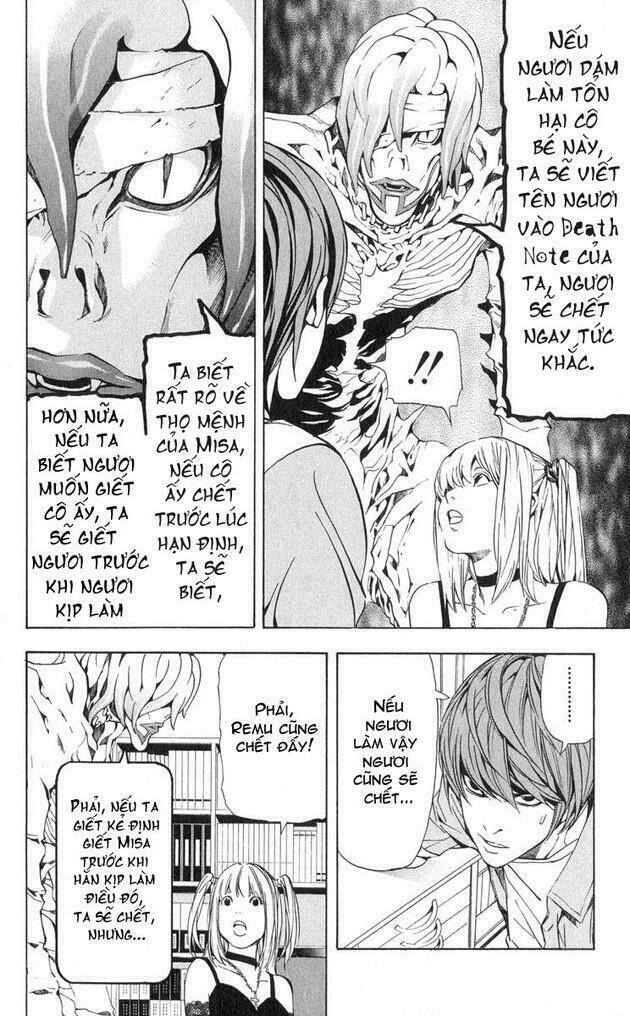 NẾU
NGƯƠI DÁM
LÀM TỔN
HẠI CÔ
BÉ NÀY,
TA SẼ VIẾT
TÊN NGƯƠI
VÀO Death
Note CỦA
TA, NGƯƠI
SẼ CHẾT
NGAY TỨC
KHẮC.
!!
TA BIẾT
RẤT RÕ VỀ
THỌ MỆNH
CỦA MISA,
NẾU CÔ
ẤY CHẾT
TRƯỚC LÚC
HẠN ĐỊNH,
TA SẼ
BIẾT,
HƠN NỮA,
NẾU TA
BIẾT NGƯƠI
MUỐN GIẾT
CÔ ẤY, TA
SẼ GIẾT
NGƯƠI TRƯỚC
KHI NGƯƠI
KỊP LÀM
.........
NẾU
NGƯƠI
LÀM VẬY
NGƯƠI
CŨNG SẼ
CHẾT...
PHẢI,
REMU CŨNG
CHẾT ĐẤY!
PHẢI, NẾU TA
GIẾT KẺ ĐỊNH
GIẾT MISA
TRƯỚC KHI
HẮN KỊP LÀM
ĐIỀU ĐÓ,
TA SẼ CHẾT,
NHƯNG...